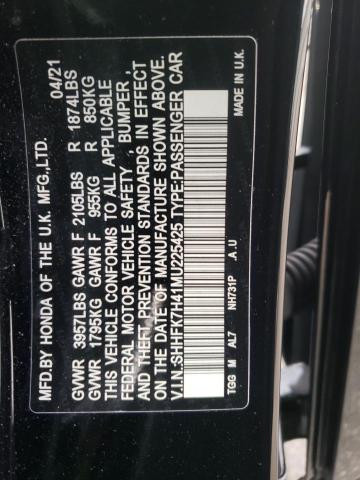 MFD.BY HONDA OF THE U.K. MFG.,LTD. 04/21
GVWR 3957LBS GAWR F 2105LBS R 1874LBS
GVWR 1795KG GAWR F 955KG R 850KG
THIS VEHICLE CONFORMS TO ALL APPLICABLE
FEDERAL MOTOR VEHICLE SAFETY , BUMPER ,
AND THEFT PREVENTION STANDARDS IN EFFECT
ON THE DATE OF MANUFACTURE SHOWN ABOVE.
V.I.N.:SHHFK7H41MU225425 TYPE:PASSENGER CAR
TGG M AL7 NH731P .A .U MADE IN U.K.